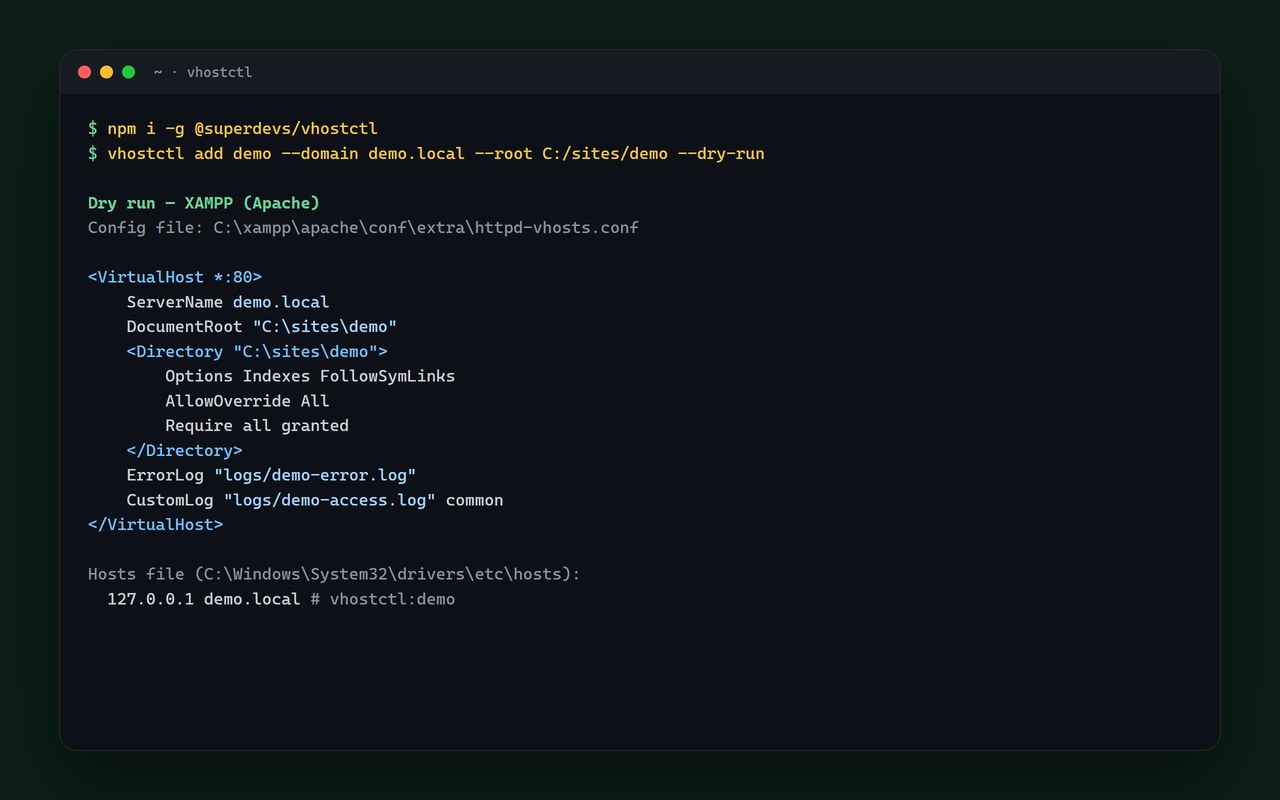 ~ · vhostctl
$ npm i -g @superdevs/vhostctl
$ vhostctl add demo --domain demo.local --root C:/sites/demo --dry-run
Dry run — XAMPP (Apache)
Config file: C:\xampp\apache\conf\extra\httpd-vhosts.conf
<VirtualHost *:80>
    ServerName demo.local
    DocumentRoot "C:\sites\demo"
    <Directory "C:\sites\demo">
        Options Indexes FollowSymLinks
        AllowOverride All
        Require all granted
    </Directory>
    ErrorLog "logs/demo-error.log"
    CustomLog "logs/demo-access.log" common
</VirtualHost>
Hosts file (C:\Windows\System32\drivers\etc\hosts):
  127.0.0.1 demo.local # vhostctl:demo